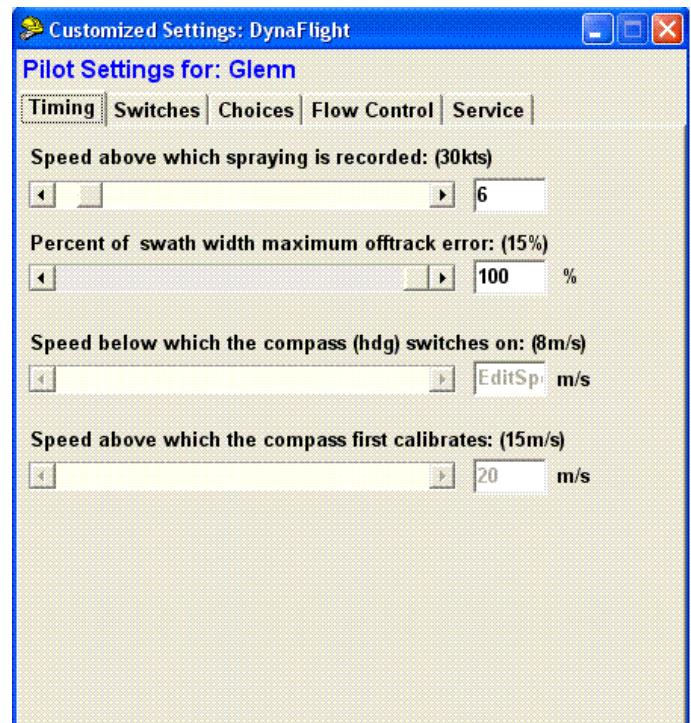 Customized Settings: DynaFlight
Pilot Settings for: Glenn
Timing Switches Choices Flow Control Service
Speed above which spraying is recorded: (30kts)
6
Percent of swath width maximum offtrack error: (15%)
100 %
Speed below which the compass (hdg) switches on: (8m/s)
EditSp m/s
Speed above which the compass first calibrates: (15m/s)
20 m/s